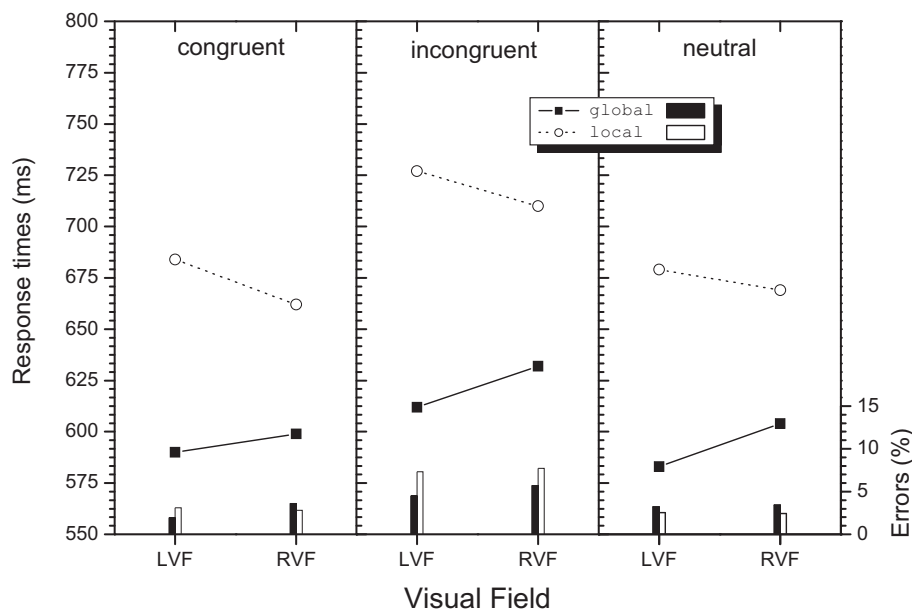 800
775
750
725
700
675
650
625
600
575
550
Response times (ms)
congruent
incongruent
neutral
global
local
15
10
5
0
Errors (%)
LVF RVF LVF RVF LVF RVF
Visual Field